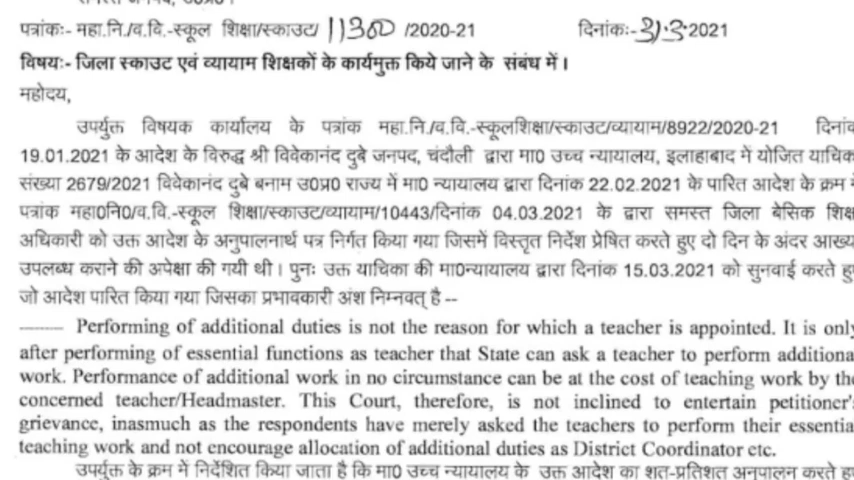 समस्त जनपद, उ०प्र०।
पत्रांकः- महा.नि./व.वि.-स्कूल शिक्षा/स्काउट/ 11300 /2020-21 दिनांकः-31.3.2021
विषयः- जिला स्काउट एवं व्यायाम शिक्षकों के कार्यमुक्त किये जाने के संबंध में।
महोदय,
उपर्युक्त विषयक कार्यालय के पत्रांक महा.नि./व.वि.-स्कूलशिक्षा/स्काउट/व्यायाम/8922/2020-21 दिनांक
19.01.2021 के आदेश के विरुद्ध श्री विवेकानंद दुबे जनपद, चंदौली द्वारा मा0 उच्च न्यायालय, इलाहाबाद में योजित याचिक
संख्या 2679/2021 विवेकानंद दुबे बनाम उ0प्र0 राज्य में मा0 न्यायालय द्वारा दिनांक 22.02.2021 के पारित आदेश के क्रम में
पत्रांक महा0नि0/व.वि.-स्कूल शिक्षा/स्काउट/व्यायाम/10443/दिनांक 04.03.2021 के द्वारा समस्त जिला बेसिक शिक्ष
अधिकारी को उक्त आदेश के अनुपालनार्थ पत्र निर्गत किया गया जिसमें विस्तृत निर्देश प्रेषित करते हुए दो दिन के अंदर आख्य
उपलब्ध कराने की अपेक्षा की गयी थी। पुनः उक्त याचिका की मा0न्यायालय द्वारा दिनांक 15.03.2021 को सुनवाई करते हुए
जो आदेश पारित किया गया जिसका प्रभावकारी अंश निम्नवत् है --
-------- Performing of additional duties is not the reason for which a teacher is appointed. It is only
after performing of essential functions as teacher that State can ask a teacher to perform additiona
work. Performance of additional work in no circumstance can be at the cost of teaching work by the
concerned teacher/Headmaster. This Court, therefore, is not inclined to entertain petitioner's
grievance, inasmuch as the respondents have merely asked the teachers to perform their essentia
teaching work and not encourage allocation of additional duties as District Coordinator etc.
उपर्युक्त के क्रम में निर्देशित किया जाता है कि मा0 उच्च न्यायालय के उक्त आदेश का शत-प्रतिशत अनुपालन करते हुए